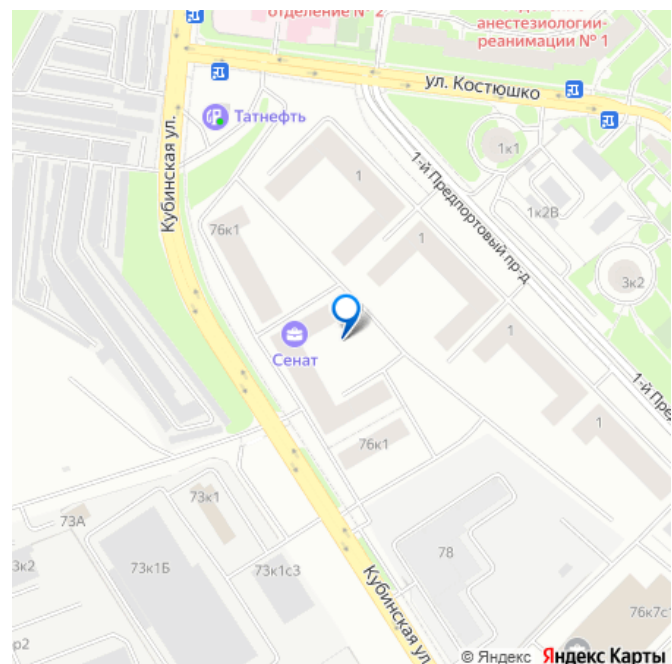 отделение № 2
анестезиологии-
реанимации № 1
ул. Костюшко
Татнефть
Кубинская ул.
1к1
1-й Предпортовый пр-д
1
1к2В
76к1
1
3к2
Сенат
1
1-й Пред
1
76к1
73к1
73А
78
3к2
73к1Б
73к1с3
Кубинская ул
76к7с1
р2
© Яндекс Яндекс Карты